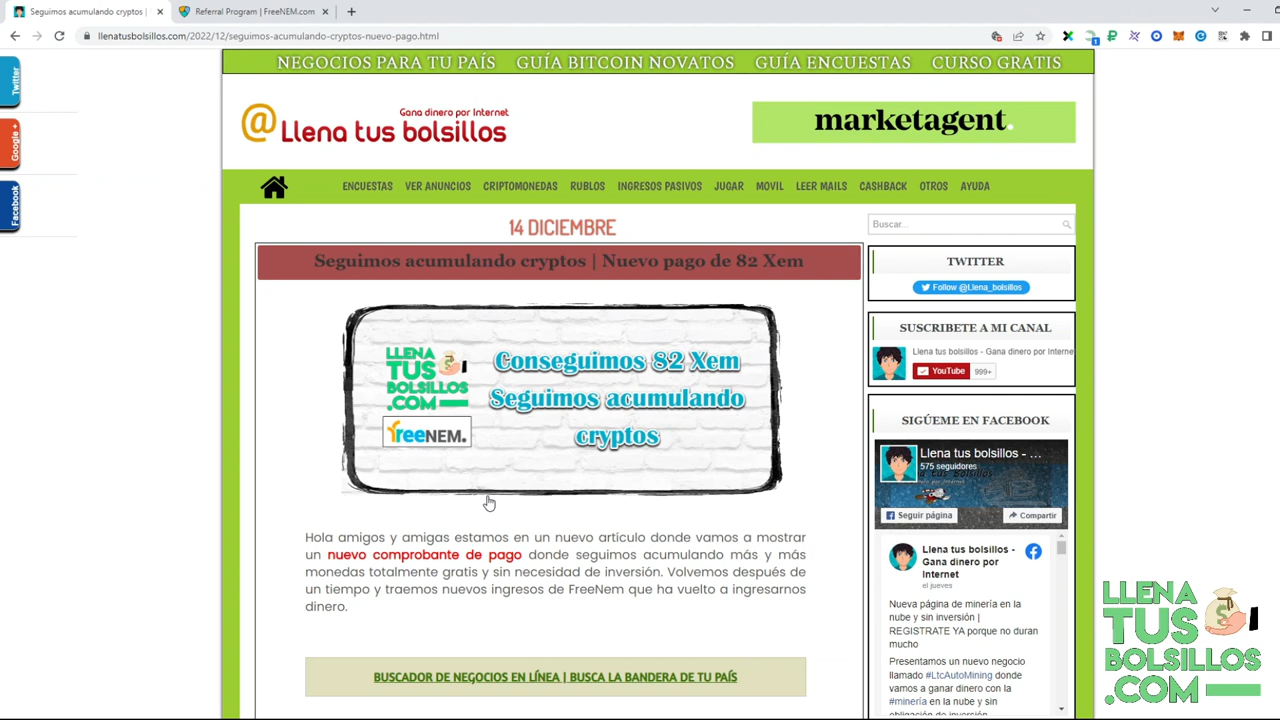 Seguimos acumulando cryptos |
Referral Program | FreeNEM.com
llenatusbolsillos.com/2022/12/seguimos-acumulando-cryptos-nuevo-pago.html
Twitter
Google +
Facebook
NEGOCIOS PARA TU PAÍS GUÍA BITCOIN NOVATOS GUÍA ENCUESTAS CURSO GRATIS
@
Gana dinero por Internet
Llena tus bolsillos
marketagent.
ENCUESTAS VER ANUNCIOS CRIPTOMONEDAS RUBLOS INGRESOS PASIVOS JUGAR MOVIL LEER MAILS CASHBACK OTROS AYUDA
14 DICIEMBRE
Seguimos acumulando cryptos | Nuevo pago de 82 Xem
LLENA
TUS
BOLSILLOS
.COM
freeNEM.
Conseguimos 82 Xem
Seguimos acumulando
cryptos
Hola amigos y amigas estamos en un nuevo artículo donde vamos a mostrar
un nuevo comprobante de pago donde seguimos acumulando más y más
monedas totalmente gratis y sin necesidad de inversión. Volvemos después de
un tiempo y traemos nuevos ingresos de FreeNem que ha vuelto a ingresarnos
dinero.
BUSCADOR DE NEGOCIOS EN LÍNEA | BUSCA LA BANDERA DE TU PAÍS
Buscar...
TWITTER
Follow @Llena_bolsillos
SUSCRIBETE A MI CANAL
Llena tus bolsillos - Gana dinero por Interne
YouTube 999+
SIGÚEME EN FACEBOOK
Llena tus bolsillos - ...
575 seguidores
Seguir página
Compartir
Llena tus bolsillos -
Gana dinero por
Internet
el jueves
Nueva página de minería en la
nube y sin inversión |
REGISTRATE YA porque no duran
mucho
Presentamos un nuevo negocio
llamado #LtcAutoMining donde
vamos a ganar dinero con la
#minería en la nube y sin
LLENA
TUS
BOLSILLOS
.COM